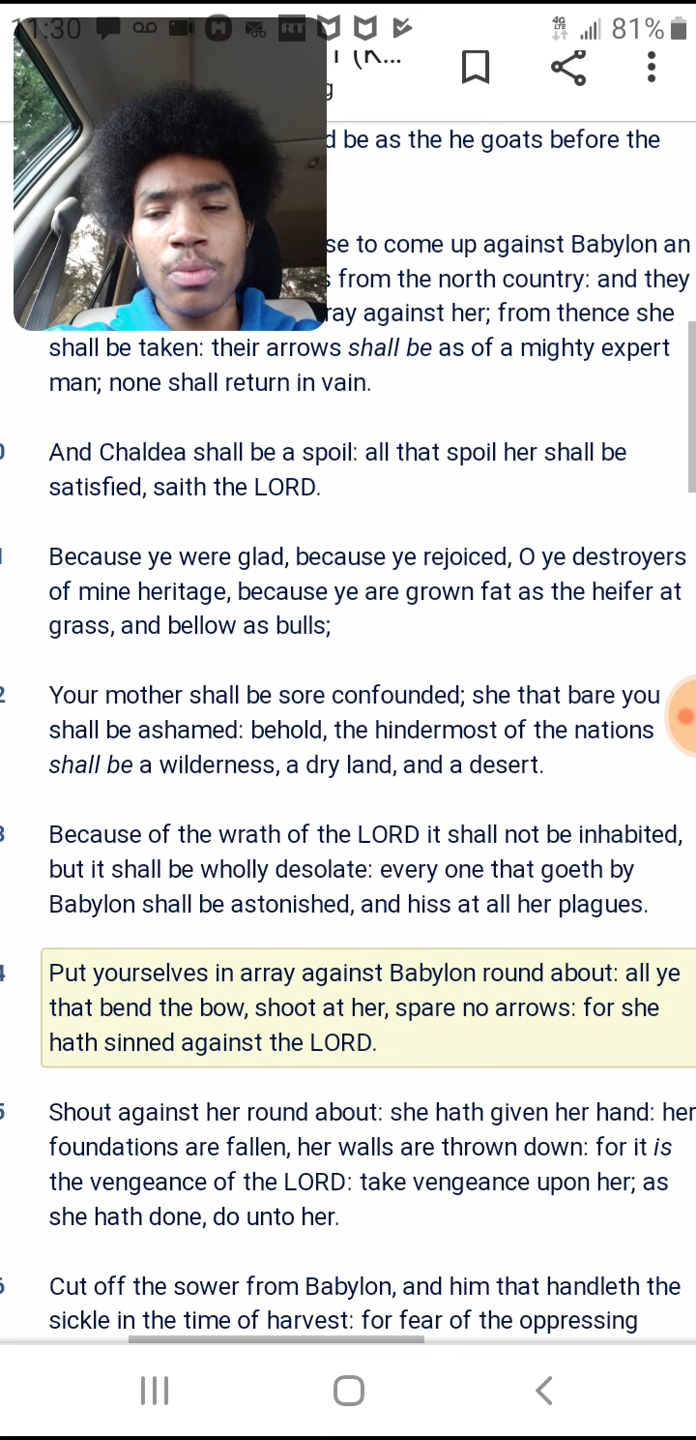 11:30 81%
(K...
d be as the he goats before the
se to come up against Babylon an
s from the north country: and they
ray against her; from thence she
shall be taken: their arrows shall be as of a mighty expert
man; none shall return in vain.
0 And Chaldea shall be a spoil: all that spoil her shall be
satisfied, saith the LORD.
1 Because ye were glad, because ye rejoiced, O ye destroyers
of mine heritage, because ye are grown fat as the heifer at
grass, and bellow as bulls;
2 Your mother shall be sore confounded; she that bare you
shall be ashamed: behold, the hindermost of the nations
shall be a wilderness, a dry land, and a desert.
3 Because of the wrath of the LORD it shall not be inhabited,
but it shall be wholly desolate: every one that goeth by
Babylon shall be astonished, and hiss at all her plagues.
4 Put yourselves in array against Babylon round about: all ye
that bend the bow, shoot at her, spare no arrows: for she
hath sinned against the LORD.
5 Shout against her round about: she hath given her hand: her
foundations are fallen, her walls are thrown down: for it is
the vengeance of the LORD: take vengeance upon her; as
she hath done, do unto her.
6 Cut off the sower from Babylon, and him that handleth the
sickle in the time of harvest: for fear of the oppressing